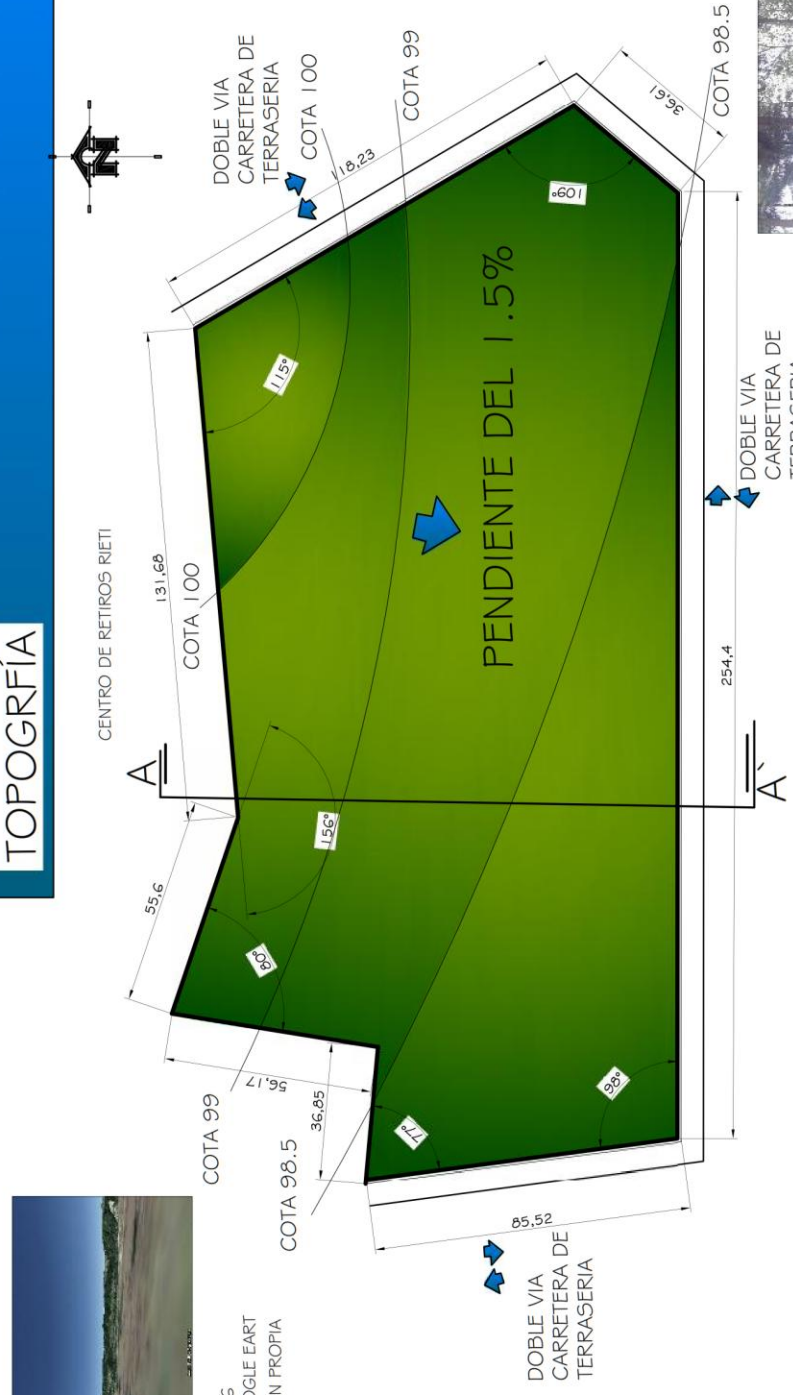 TOPOGRFÍA
N
CENTRO DE RETIROS RIETI
DOBLE VIA
CARRETERA DE
TERRASERIA
COTA 100
COTA 99
118,23
131,68
COTA 100
115°
A
55,6
156°
80°
109°
36,61
COTA 98.5
PENDIENTE DEL 1.5%
56,17
36,85
COTA 99
COTA 98.5
77°
98°
85,52
254,4
A´
DOBLE VIA
CARRETERA DE
TERRASERIA
DOBLE VIA
CARRETERA DE
EART
N PROPIA